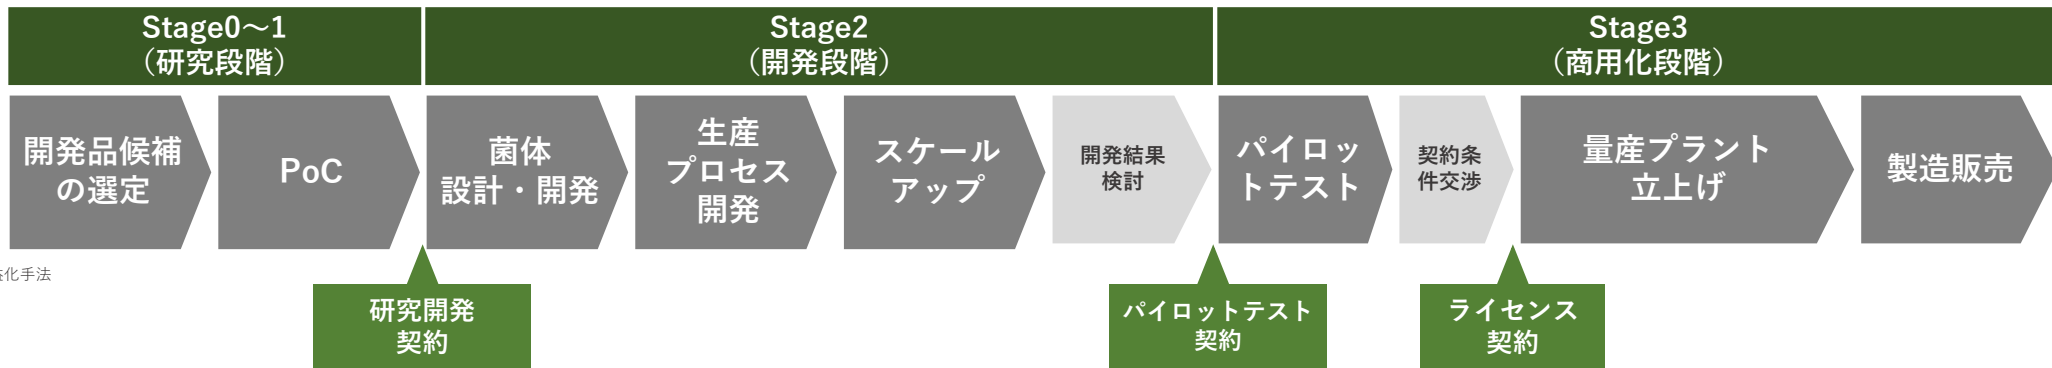 Stage0～1
（研究段階）
Stage2
（開発段階）
Stage3
（商用化段階）
開発品候補
の選定
PoC
菌体
設計・開発
生産
プロセス
開発
スケール
アップ
開発結果
検討
パイロッ
トテスト
契約条
件交渉
量産プラント
立上げ
製造販売
化手法
研究開発
契約
パイロットテスト
契約
ライセンス
契約